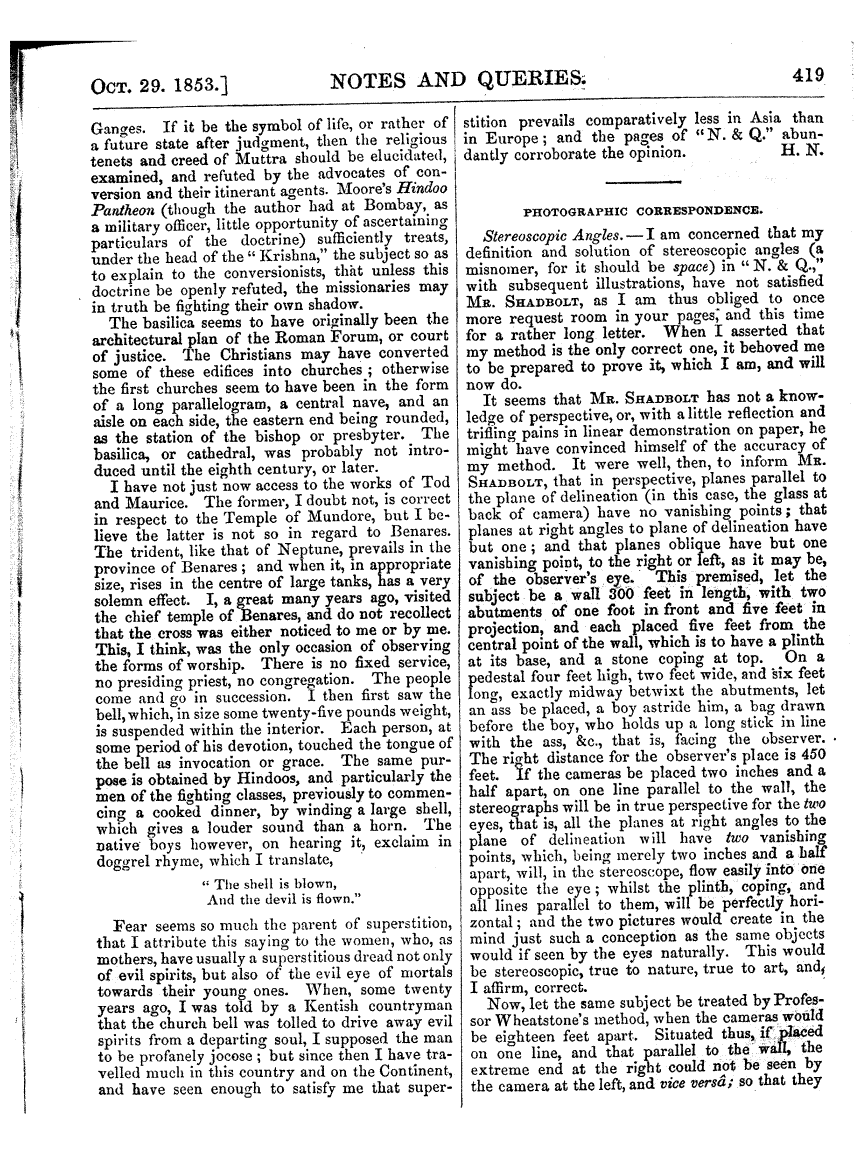 OCT. 29. 1853.] NOTES AND QUERIES. 419
Ganges. If it be the symbol of life, or rather of
a future state after judgment, then the religious
tenets and creed of Muttra should be elucidated,
examined, and refuted by the advocates of con-
version and their itinerant agents. Moore's Hindoo
Pantheon (though the author had at Bombay, as
a military officer, little opportunity of ascertaining
particulars of the doctrine) sufficiently treats,
under the head of the "Krishna," the subject so as
to explain to the conversionists, that unless this
doctrine be openly refuted, the missionaries may
in truth be fighting their own shadow.
The basilica seems to have originally been the
architectural plan of the Roman Forum, or court
of justice. The Christians may have converted
some of these edifices into churches; otherwise
the first churches seem to have been in the form
of a long parallelogram, a central nave, and an
aisle on each side, the eastern end being rounded,
as the station of the bishop or presbyter. The
basilica, or cathedral, was probably not intro-
duced until the eighth century, or later.
I have not just now access to the works of Tod
and Maurice. The former, I doubt not, is correct
in respect to the Temple of Mundore, but I be-
lieve the latter is not so in regard to Benares.
The trident, like that of Neptune, prevails in the
province of Benares; and when it, in appropriate
size, rises in the centre of large tanks, has a very
solemn effect. I, a great many years ago, visited
the chief temple of Benares, and do not recollect
that the cross was either noticed to me or by me.
This, I think, was the only occasion of observing
the forms of worship. There is no fixed service,
no presiding priest, no congregation. The people
come and go in succession. I then first saw the
bell, which, in size some twenty-five pounds weight,
is suspended within the interior. Each person, at
some period of his devotion, touched the tongue of
the bell as invocation or grace. The same pur-
pose is obtained by Hindoos, and particularly the
men of the fighting classes, previously to commen-
cing a cooked dinner, by winding a large shell,
which gives a louder sound than a horn. The
native boys however, on hearing it, exclaim in
doggrel rhyme, which I translate,
"The shell is blown,
And the devil is flown."
Fear seems so much the parent of superstition,
that I attribute this saying to the women, who, as
mothers, have usually a superstitious dread not only
of evil spirits, but also of the evil eye of mortals
towards their young ones. When, some twenty
years ago, I was told by a Kentish countryman
that the church bell was tolled to drive away evil
spirits from a departing soul, I supposed the man
to be profanely jocose; but since then I have tra-
velled much in this country and on the Continent,
and have seen enough to satisfy me that super-
stition prevails comparatively less in Asia than
in Europe; and the pages of "N. & Q." abun-
dantly corroborate the opinion. H. N.
PHOTOGRAPHIC CORRESPONDENCE.
Stereoscopic Angles.—I am concerned that my
definition and solution of stereoscopic angles (a
misnomer, for it should be space) in "N. & Q.,"
with subsequent illustrations, have not satisfied
MR. SHADBOLT, as I am thus obliged to once
more request room in your pages, and this time
for a rather long letter. When I asserted that
my method is the only correct one, it behoved me
to be prepared to prove it, which I am, and will
now do.
It seems that MR. SHADBOLT has not a know-
ledge of perspective, or, with a little reflection and
trifling pains in linear demonstration on paper, he
might have convinced himself of the accuracy of
my method. It were well, then, to inform MR.
SHADBOLT, that in perspective, planes parallel to
the plane of delineation (in this case, the glass at
back of camera) have no vanishing points; that
planes at right angles to plane of delineation have
but one; and that planes oblique have but one
vanishing point, to the right or left, as it may be,
of the observer's eye. This premised, let the
subject be a wall 300 feet in length, with two
abutments of one foot in front and five feet in
projection, and each placed five feet from the
central point of the wall, which is to have a plinth
at its base, and a stone coping at top. On a
pedestal four feet high, two feet wide, and six feet
long, exactly midway betwixt the abutments, let
an ass be placed, a boy astride him, a bag drawn
before the boy, who holds up a long stick in line
with the ass, &c., that is, facing the observer.
The right distance for the observer's place is 450
feet. If the cameras be placed two inches and a
half apart, on one line parallel to the wall, the
stereographs will be in true perspective for the two
eyes, that is, all the planes at right angles to the
plane of delineation will have two vanishing
points, which, being merely two inches and a half
apart, will, in the stereoscope, flow easily into one
opposite the eye; whilst the plinth, coping, and
all lines parallel to them, will be perfectly hori-
zontal; and the two pictures would create in the
mind just such a conception as the same objects
would if seen by the eyes naturally. This would
be stereoscopic, true to nature, true to art, and,
I affirm, correct.
Now, let the same subject be treated by Profes-
sor Wheatstone's method, when the cameras would
be eighteen feet apart. Situated thus, if placed
on one line, and that parallel to the wall, the
extreme end at the right could not be seen by
the camera at the left, and vice versâ; so that they